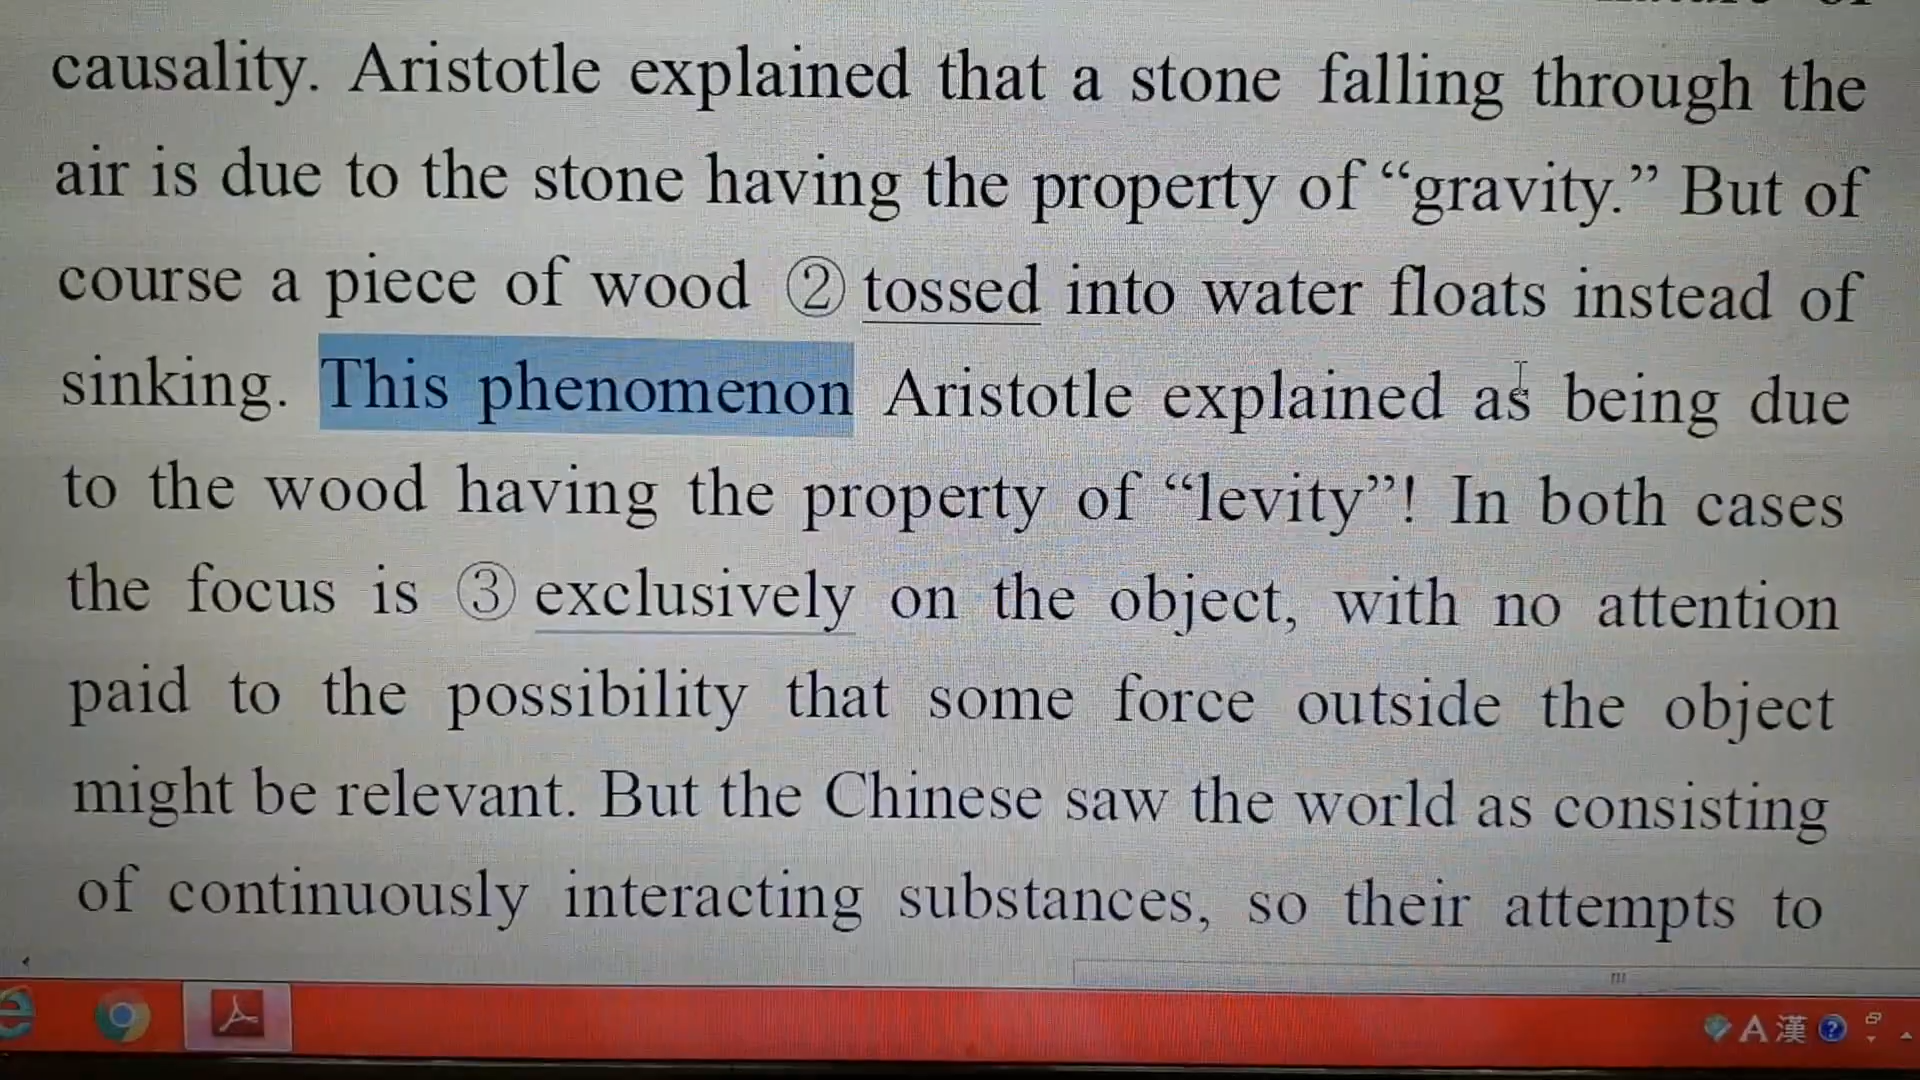 causality. Aristotle explained that a stone falling through the
air is due to the stone having the property of “gravity.” But of
course a piece of wood ② tossed into water floats instead of
sinking. This phenomenon Aristotle explained as being due
to the wood having the property of “levity”! In both cases
the focus is ③ exclusively on the object, with no attention
paid to the possibility that some force outside the object
might be relevant. But the Chinese saw the world as consisting
of continuously interacting substances, so their attempts to
A 漢 ?